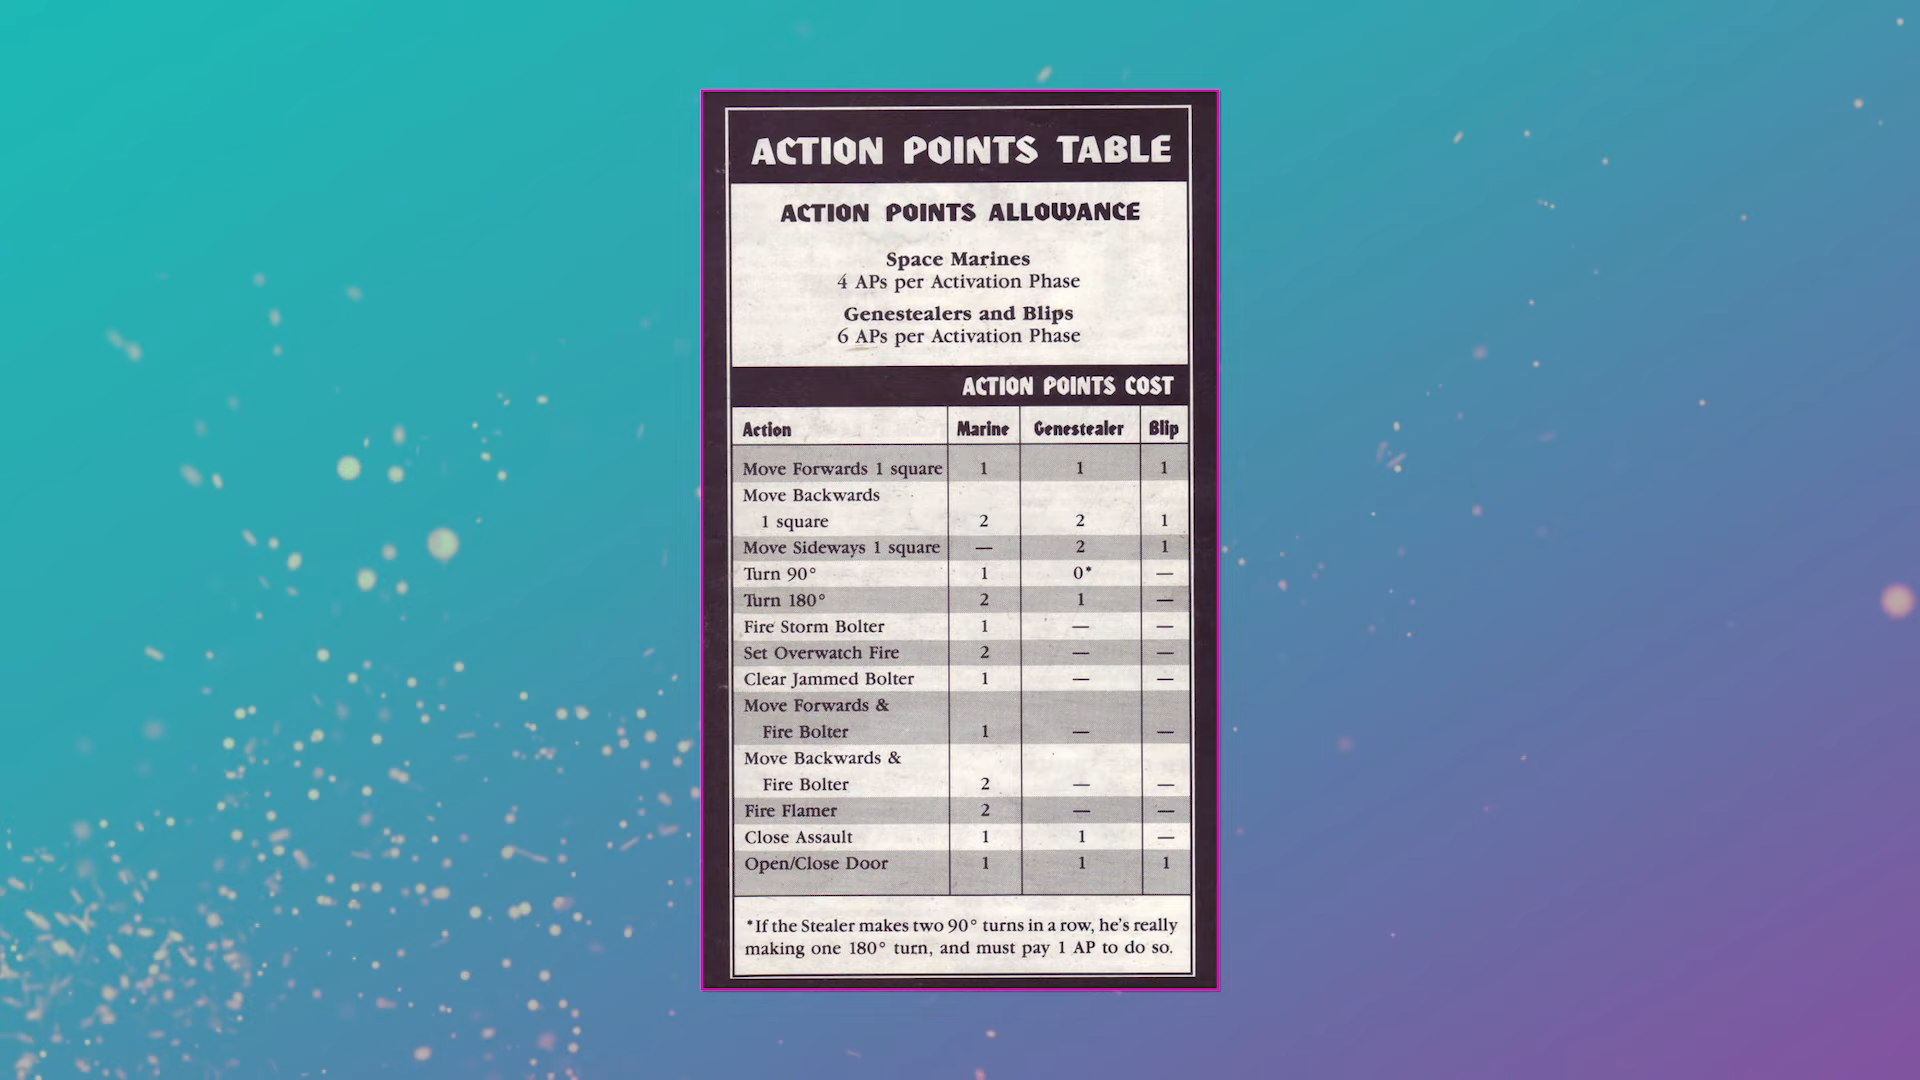 ACTION POINTS TABLE
ACTION POINTS ALLOWANCE
Space Marines
4 APs per Activation Phase
Genestealers and Blips
6 APs per Activation Phase
ACTION POINTS COST
Action Marine Genestealer Blip
Move Forwards 1 square 1 1 1
Move Backwards
1 square 2 2 1
Move Sideways 1 square — 2 1
Turn 90° 1 0* —
Turn 180° 2 1 —
Fire Storm Bolter 1 — —
Set Overwatch Fire 2 — —
Clear Jammed Bolter 1 — —
Move Forwards &
Fire Bolter 1 — —
Move Backwards &
Fire Bolter 2 — —
Fire Flamer 2 — —
Close Assault 1 1 —
Open/Close Door 1 1 1
*If the Stealer makes two 90° turns in a row, he's really
making one 180° turn, and must pay 1 AP to do so.